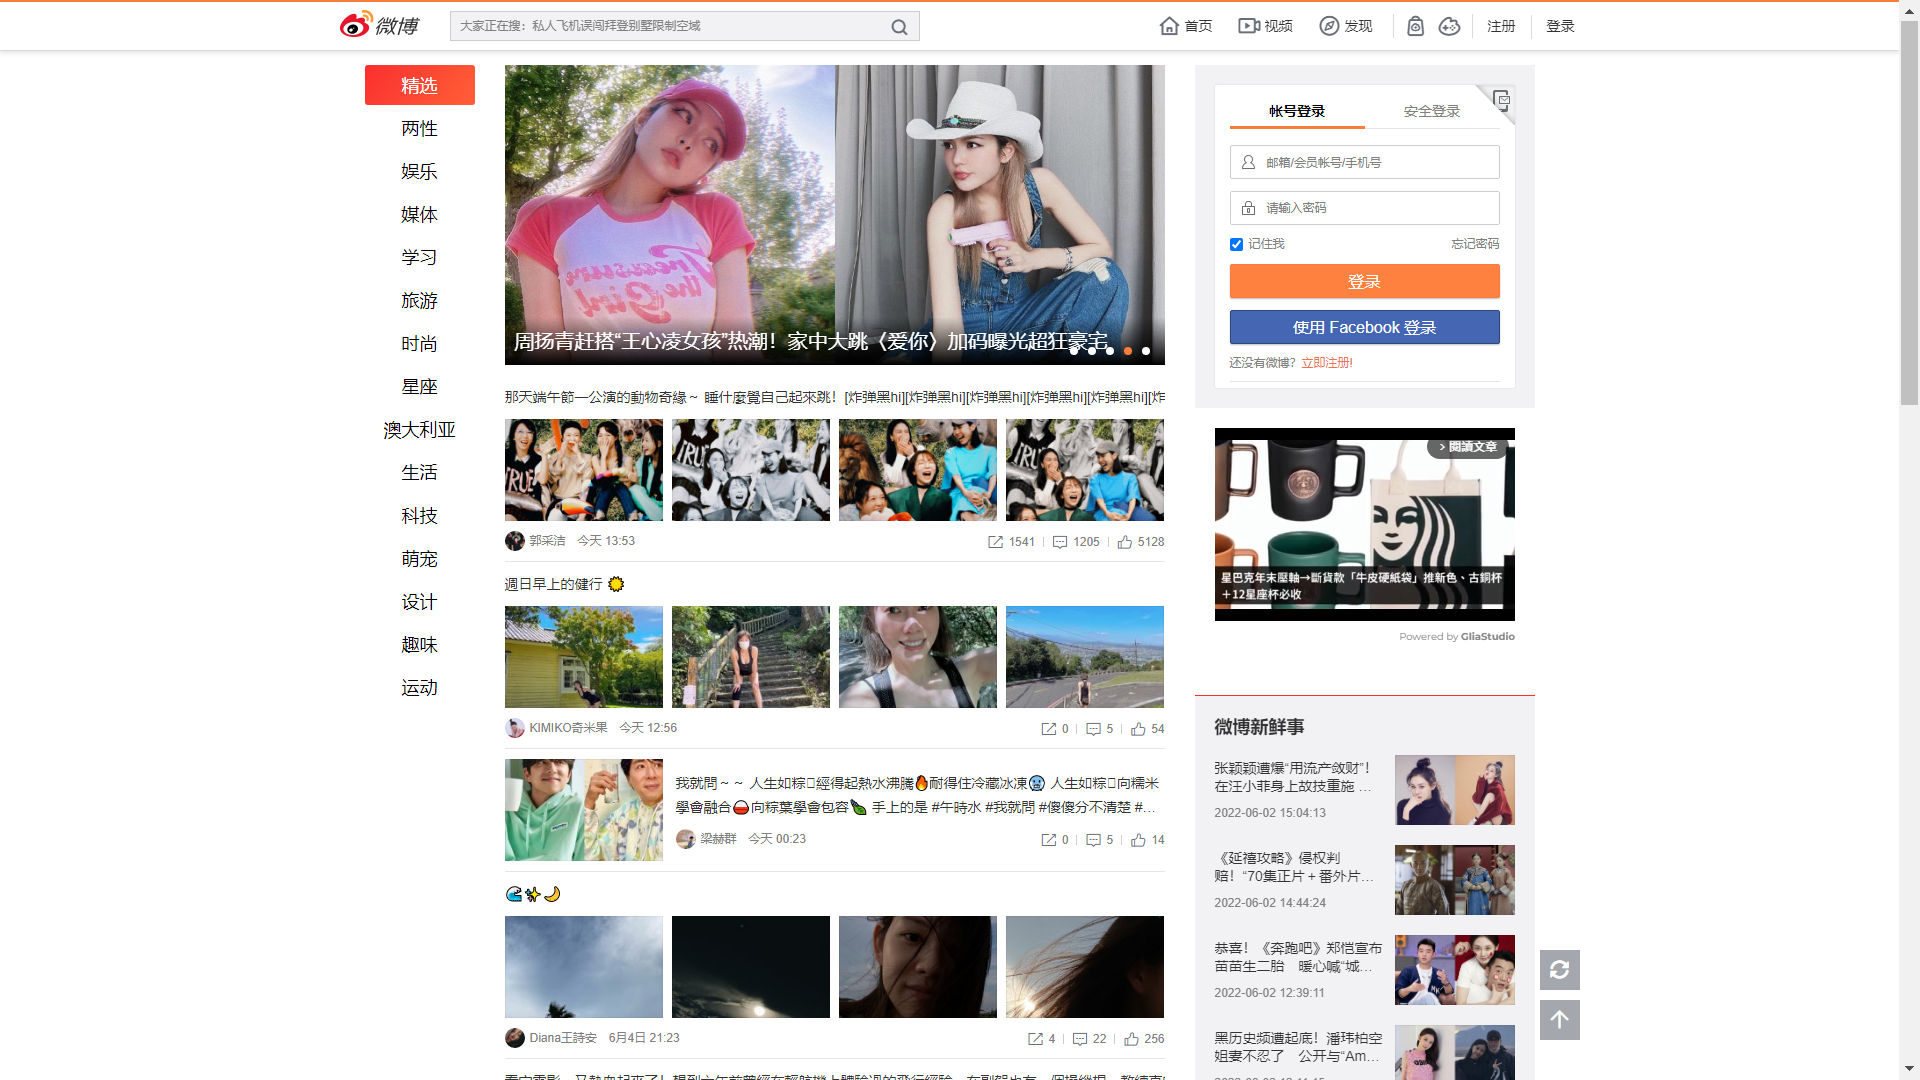 微博
大家正在搜：私人飞机误闯拜登别墅限制空域
首页
视频
发现
注册
登录
精选
两性
娱乐
媒体
学习
旅游
时尚
星座
澳大利亚
生活
科技
萌宠
设计
趣味
运动
周扬青赶搭“王心凌女孩”热潮！家中大跳〈爱你〉加码曝光超狂豪宅
那天端午節一公演的動物奇緣～ 睡什麼覺自己起來跳！[炸弹黑hi][炸弹黑hi][炸弹黑hi][炸弹黑hi][炸弹黑hi][炸
郭采洁 今天 13:53
1541 1205 5128
週日早上的健行
KIMIKO奇米果 今天 12:56
0 5 54
我就問～～ 人生如粽經得起熱水沸騰耐得住冷藏冰凍 人生如粽向糯米
學會融合向粽葉學會包容 手上的是 #午時水 #我就問 #傻傻分不清楚 #...
梁赫群 今天 00:23
0 5 14
Diana王詩安 6月4日 21:23
4 22 256
帐号登录
安全登录
邮箱/会员帐号/手机号
请输入密码
记住我
忘记密码
登录
使用 Facebook 登录
还没有微博？立即注册!
> 閱讀文章
星巴克年末壓軸→斷貨款「牛皮硬紙袋」推新色、古銅杯
＋12星座杯必收
Powered by GliaStudio
微博新鲜事
张颖颖遭爆“用流产敛财”！
在汪小菲身上故技重施 ...
2022-06-02 15:04:13
《延禧攻略》侵权判
赔！“70集正片＋番外片...
2022-06-02 14:44:24
恭喜！《奔跑吧》郑恺宣布
苗苗生二胎 暖心喊“城...
2022-06-02 12:39:11
黑历史频遭起底！潘玮柏空
姐妻不忍了 公开与“Am...